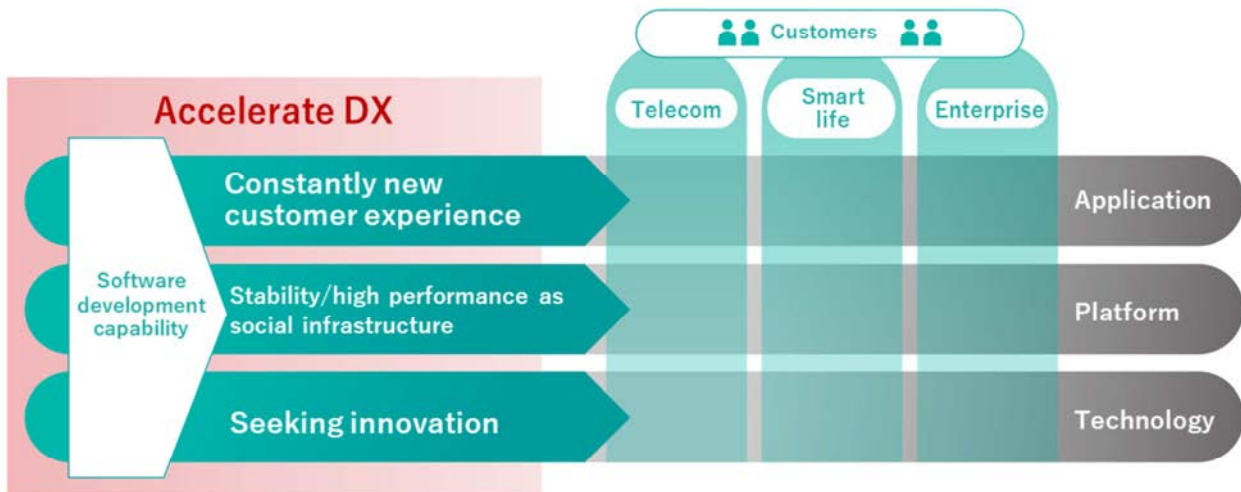 Customers
Accelerate DX
Telecom
Smart
life
Enterprise
Constantly new
customer experience
Application
Software
development
capability
Stability/high performance as
social infrastructure
Platform
Seeking innovation
Technology